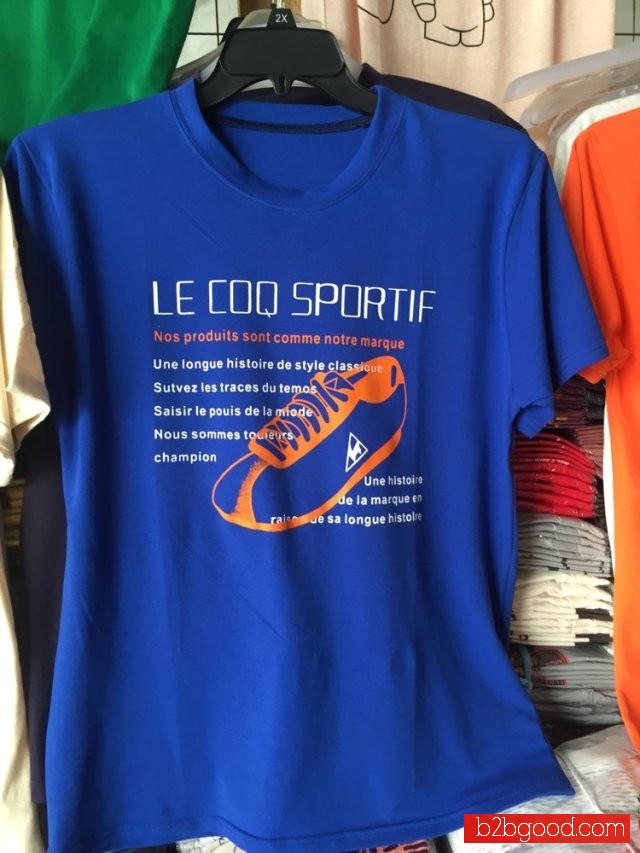 2X
LE COQ SPORTIF
Nos produits sont comme notre marque
Une longue histoire de style classique
Sutvez les traces du temos
Saisir le pouis de la miode
Nous sommes toujeurs
champion
Une histoire
de la marque en
raison de sa longue histolre
b2bgood.com